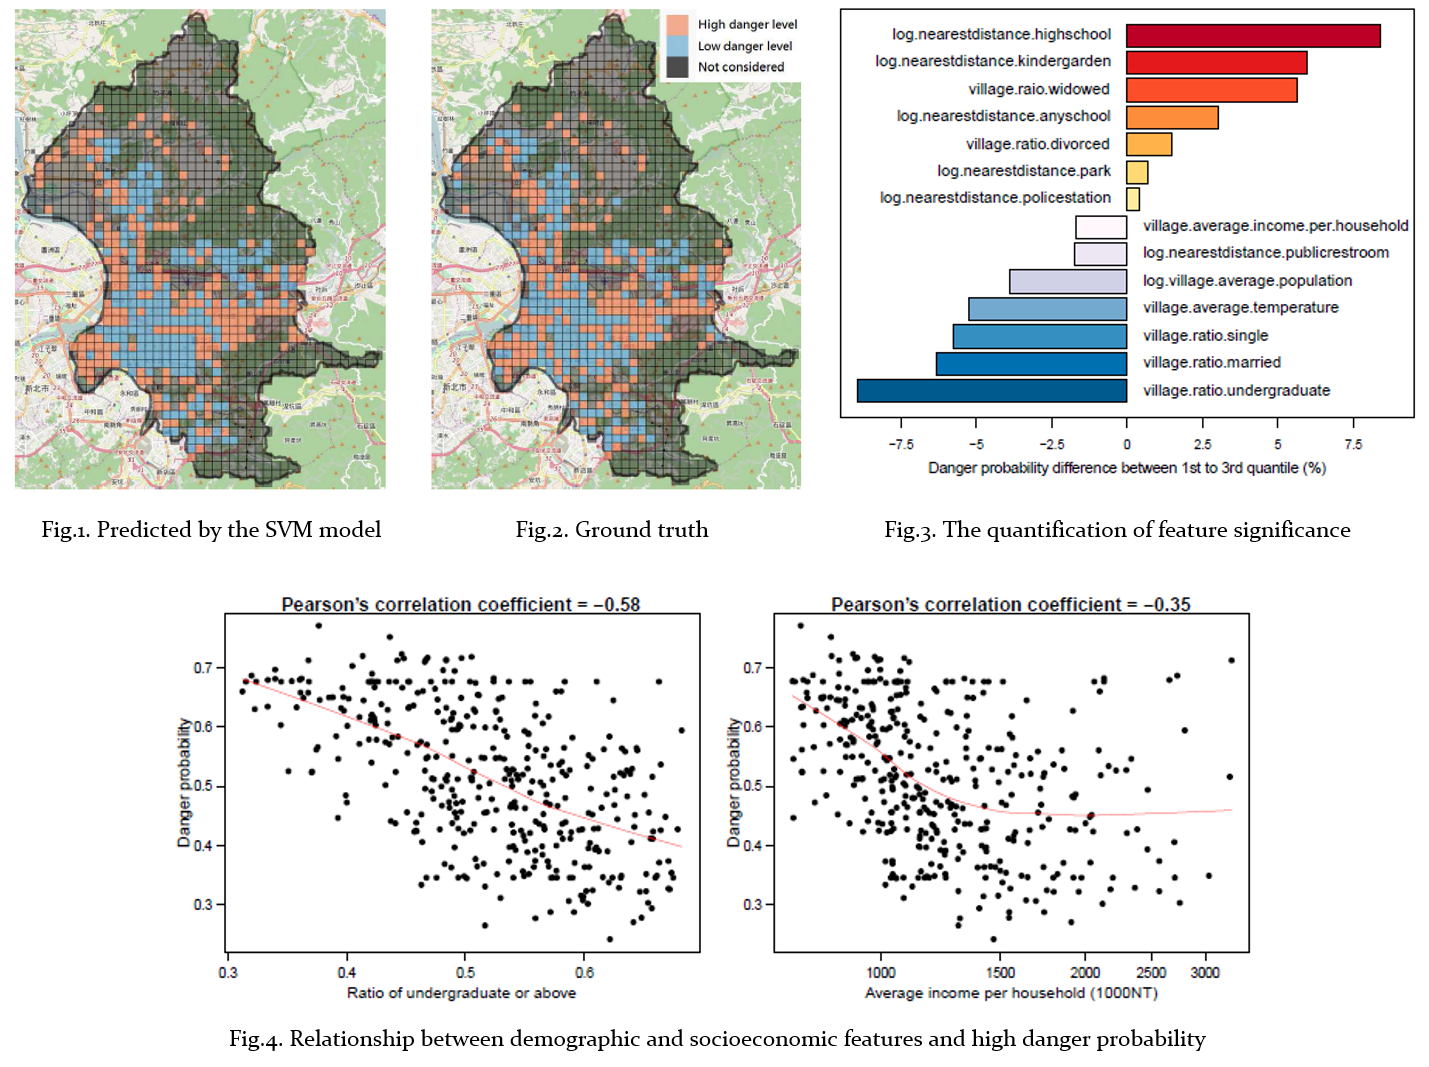 High danger level
Low danger level
Not considered
log.nearestdistance.highschool
log.nearestdistance.kindergarden
village.raio.widowed
log.nearestdistance.anyschool
village.ratio.divorced
log.nearestdistance.park
log.nearestdistance.policestation
village.average.income.per.household
log.nearestdistance.publicrestroom
log.village.average.population
village.average.temperature
village.ratio.single
village.ratio.married
village.ratio.undergraduate
−7.5 −5 −2.5 0 2.5 5 7.5
Danger probability difference between 1st to 3rd quantile (%)
Fig.1. Predicted by the SVM model
Fig.2. Ground truth
Fig.3. The quantification of feature significance
Pearson's correlation coefficient = −0.58
Danger probability
0.7
0.6
0.5
0.4
0.3
0.3 0.4 0.5 0.6
Ratio of undergraduate or above
Pearson's correlation coefficient = −0.35
Danger probability
0.7
0.6
0.5
0.4
0.3
1000 1500 2000 2500 3000
Average income per household (1000NT)
Fig.4. Relationship between demographic and socioeconomic features and high danger probability